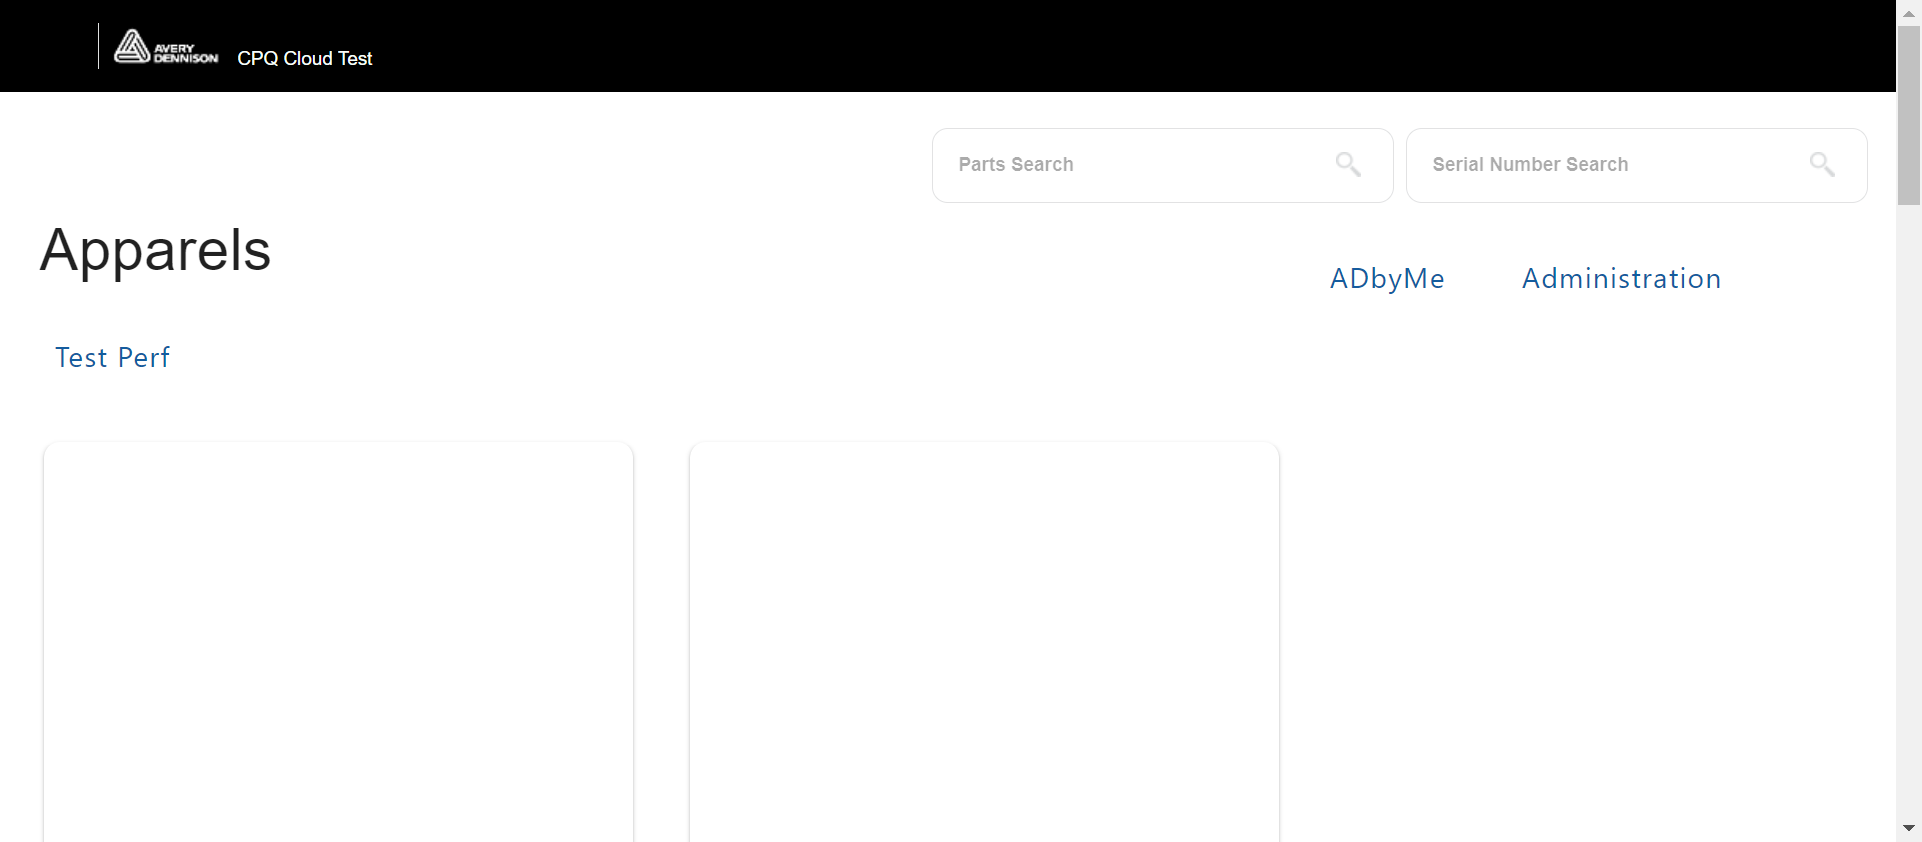 AVERY
DENNISON
CPQ Cloud Test
Parts Search
Serial Number Search
Apparels
ADbyMe
Administration
Test Perf